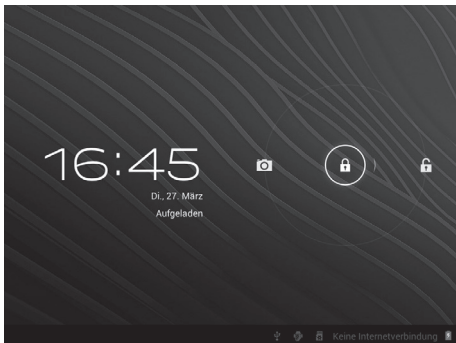 16:45
Di., 27. März
Aufgeladen
Keine Internetverbindung